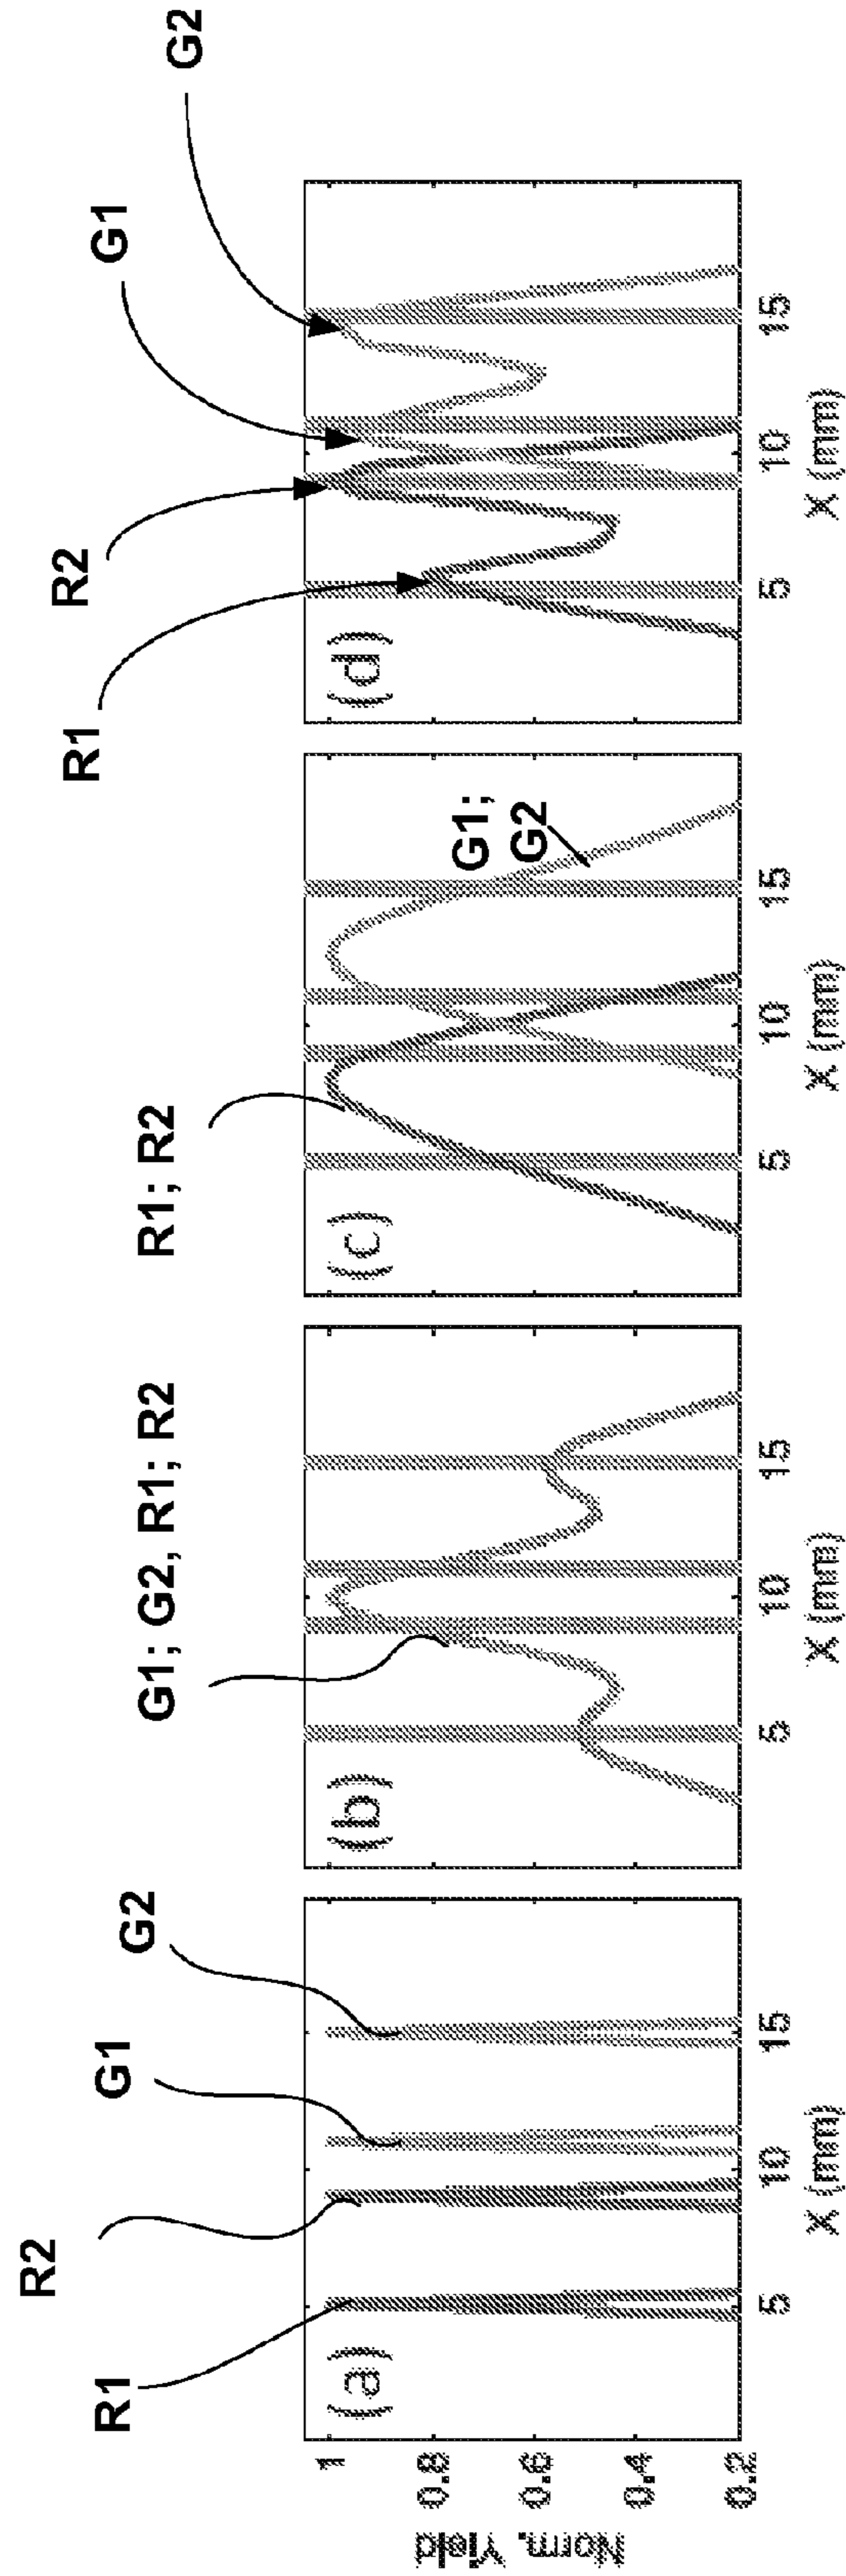 R1
R2
G1
G2
G1; G2, R1; R2
R1; R2
G1;
G2
R1
R2
G1
G2
(a)
(b)
(c)
(d)
Norm. Yield
1
0.8
0.6
0.4
0.2
5 10 15
X (mm)
5 10 15
X (mm)
5 10 15
X (mm)
5 10 15
X (mm)